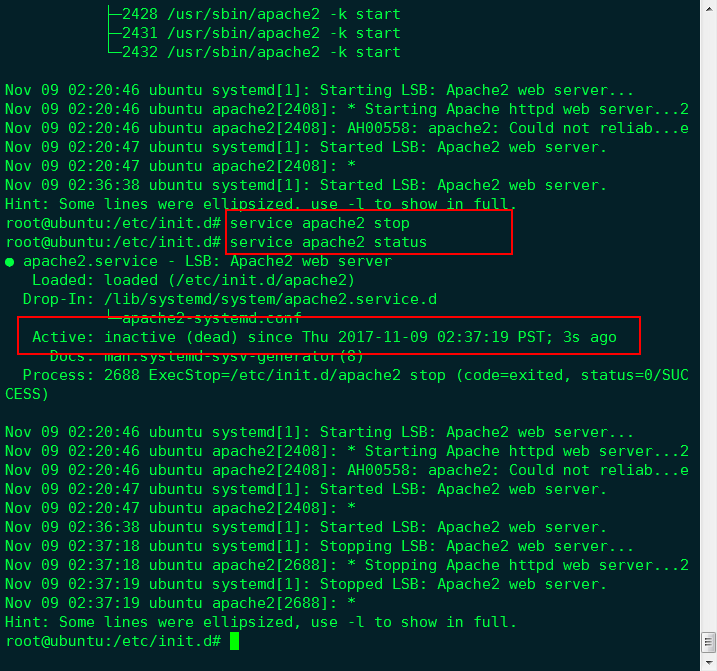 ├─2428 /usr/sbin/apache2 -k start
├─2431 /usr/sbin/apache2 -k start
└─2432 /usr/sbin/apache2 -k start
Nov 09 02:20:46 ubuntu systemd[1]: Starting LSB: Apache2 web server...
Nov 09 02:20:46 ubuntu apache2[2408]: * Starting Apache httpd web server...2
Nov 09 02:20:46 ubuntu apache2[2408]: AH00558: apache2: Could not reliab...e
Nov 09 02:20:47 ubuntu systemd[1]: Started LSB: Apache2 web server.
Nov 09 02:20:47 ubuntu apache2[2408]: *
Nov 09 02:36:38 ubuntu systemd[1]: Started LSB: Apache2 web server.
Hint: Some lines were ellipsized, use -l to show in full.
root@ubuntu:/etc/init.d# service apache2 stop
root@ubuntu:/etc/init.d# service apache2 status
● apache2.service - LSB: Apache2 web server
Loaded: loaded (/etc/init.d/apache2)
Drop-In: /lib/systemd/system/apache2.service.d
└─apache2-systemd.conf
Active: inactive (dead) since Thu 2017-11-09 02:37:19 PST; 3s ago
Docs: man:systemd-sysv-generator(8)
Process: 2688 ExecStop=/etc/init.d/apache2 stop (code=exited, status=0/SUC
CESS)
Nov 09 02:20:46 ubuntu systemd[1]: Starting LSB: Apache2 web server...
Nov 09 02:20:46 ubuntu apache2[2408]: * Starting Apache httpd web server...2
Nov 09 02:20:46 ubuntu apache2[2408]: AH00558: apache2: Could not reliab...e
Nov 09 02:20:47 ubuntu systemd[1]: Started LSB: Apache2 web server.
Nov 09 02:20:47 ubuntu apache2[2408]: *
Nov 09 02:36:38 ubuntu systemd[1]: Started LSB: Apache2 web server.
Nov 09 02:37:18 ubuntu systemd[1]: Stopping LSB: Apache2 web server...
Nov 09 02:37:18 ubuntu apache2[2688]: * Stopping Apache httpd web server...2
Nov 09 02:37:19 ubuntu systemd[1]: Stopped LSB: Apache2 web server.
Nov 09 02:37:19 ubuntu apache2[2688]: *
Hint: Some lines were ellipsized, use -l to show in full.
root@ubuntu:/etc/init.d#